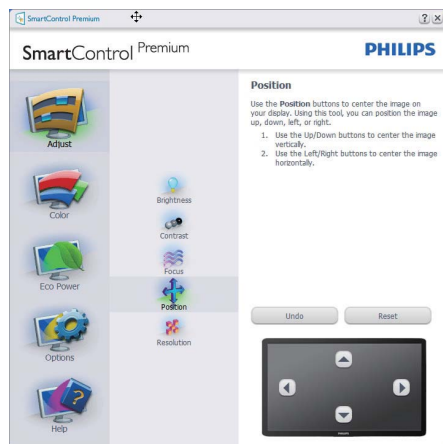 SmartControl Premium
? ×
SmartControl Premium
PHILIPS
Adjust
Color
Eco Power
Options
Help
Brightness
Contrast
Focus
Position
Resolution
Position
Use the Position buttons to center the image on
your display. Using this tool, you can position the image
up, down, left, or right.
1. Use the Up/Down buttons to center the image
vertically.
2. Use the Left/Right buttons to center the image
horizontally.
Undo
Reset
PHILIPS